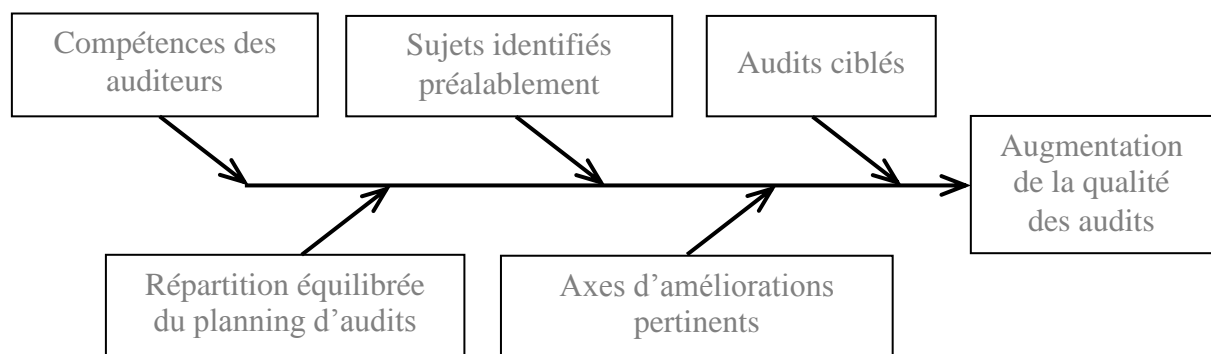 Compétences des
auditeurs
Sujets identifiés
préalablement
Audits ciblés
Augmentation
de la qualité
des audits
Répartition équilibrée
du planning d'audits
Axes d'améliorations
pertinents